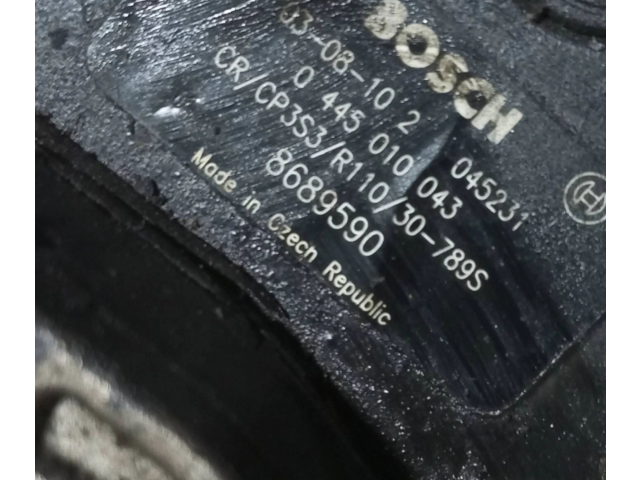 BOSCH
03-08-10 2 045231
0 445 010 043
CR/CP3S3/R110/30-789S
8689590
Made in Czech Republic